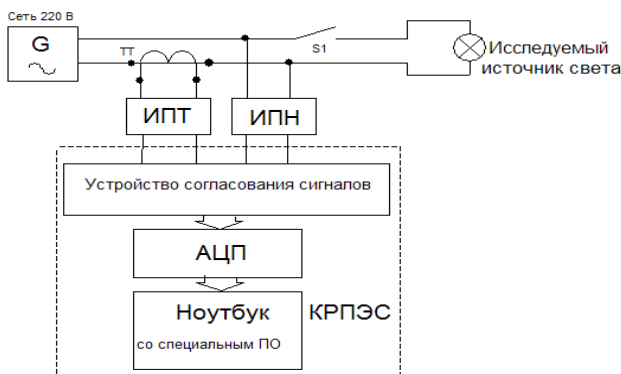 Сеть 220 В
G
ТТ
S1
Исследуемый
источник света
ИПТ
ИПН
Устройство согласования сигналов
АЦП
Ноутбук
КРПЭС
со специальным ПО